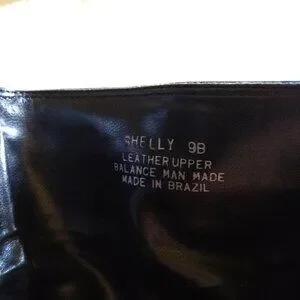 SHELLY 9B
LEATHER UPPER
BALANCE MAN MADE
MADE IN BRAZIL